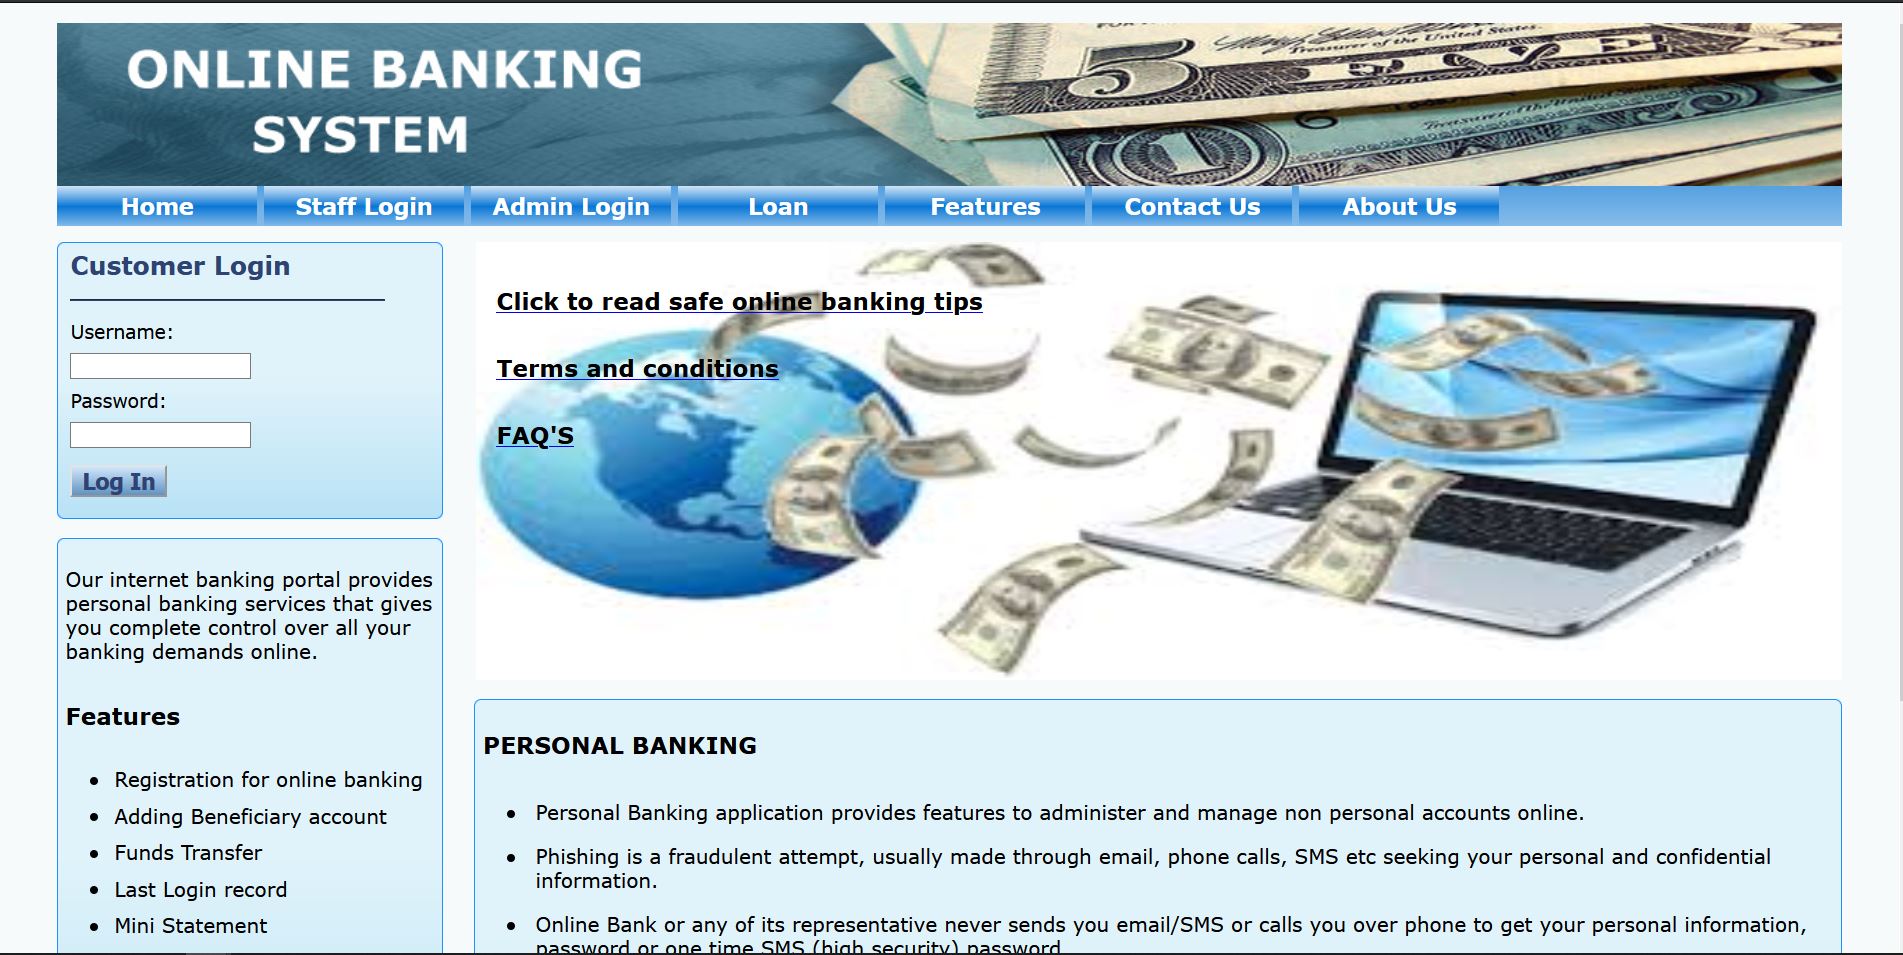 ONLINE BANKING
SYSTEM
Treasurer of the United States.
Home
Staff Login
Admin Login
Loan
Features
Contact Us
About Us
Customer Login
Username:
Password:
Log In
Click to read safe online banking tips
Terms and conditions
FAQ'S
Our internet banking portal provides
personal banking services that gives
you complete control over all your
banking demands online.
Features
Registration for online banking
Adding Beneficiary account
Funds Transfer
Last Login record
Mini Statement
PERSONAL BANKING
Personal Banking application provides features to administer and manage non personal accounts online.
Phishing is a fraudulent attempt, usually made through email, phone calls, SMS etc seeking your personal and confidential
information.
Online Bank or any of its representative never sends you email/SMS or calls you over phone to get your personal information,
password or one time SMS (high security) password